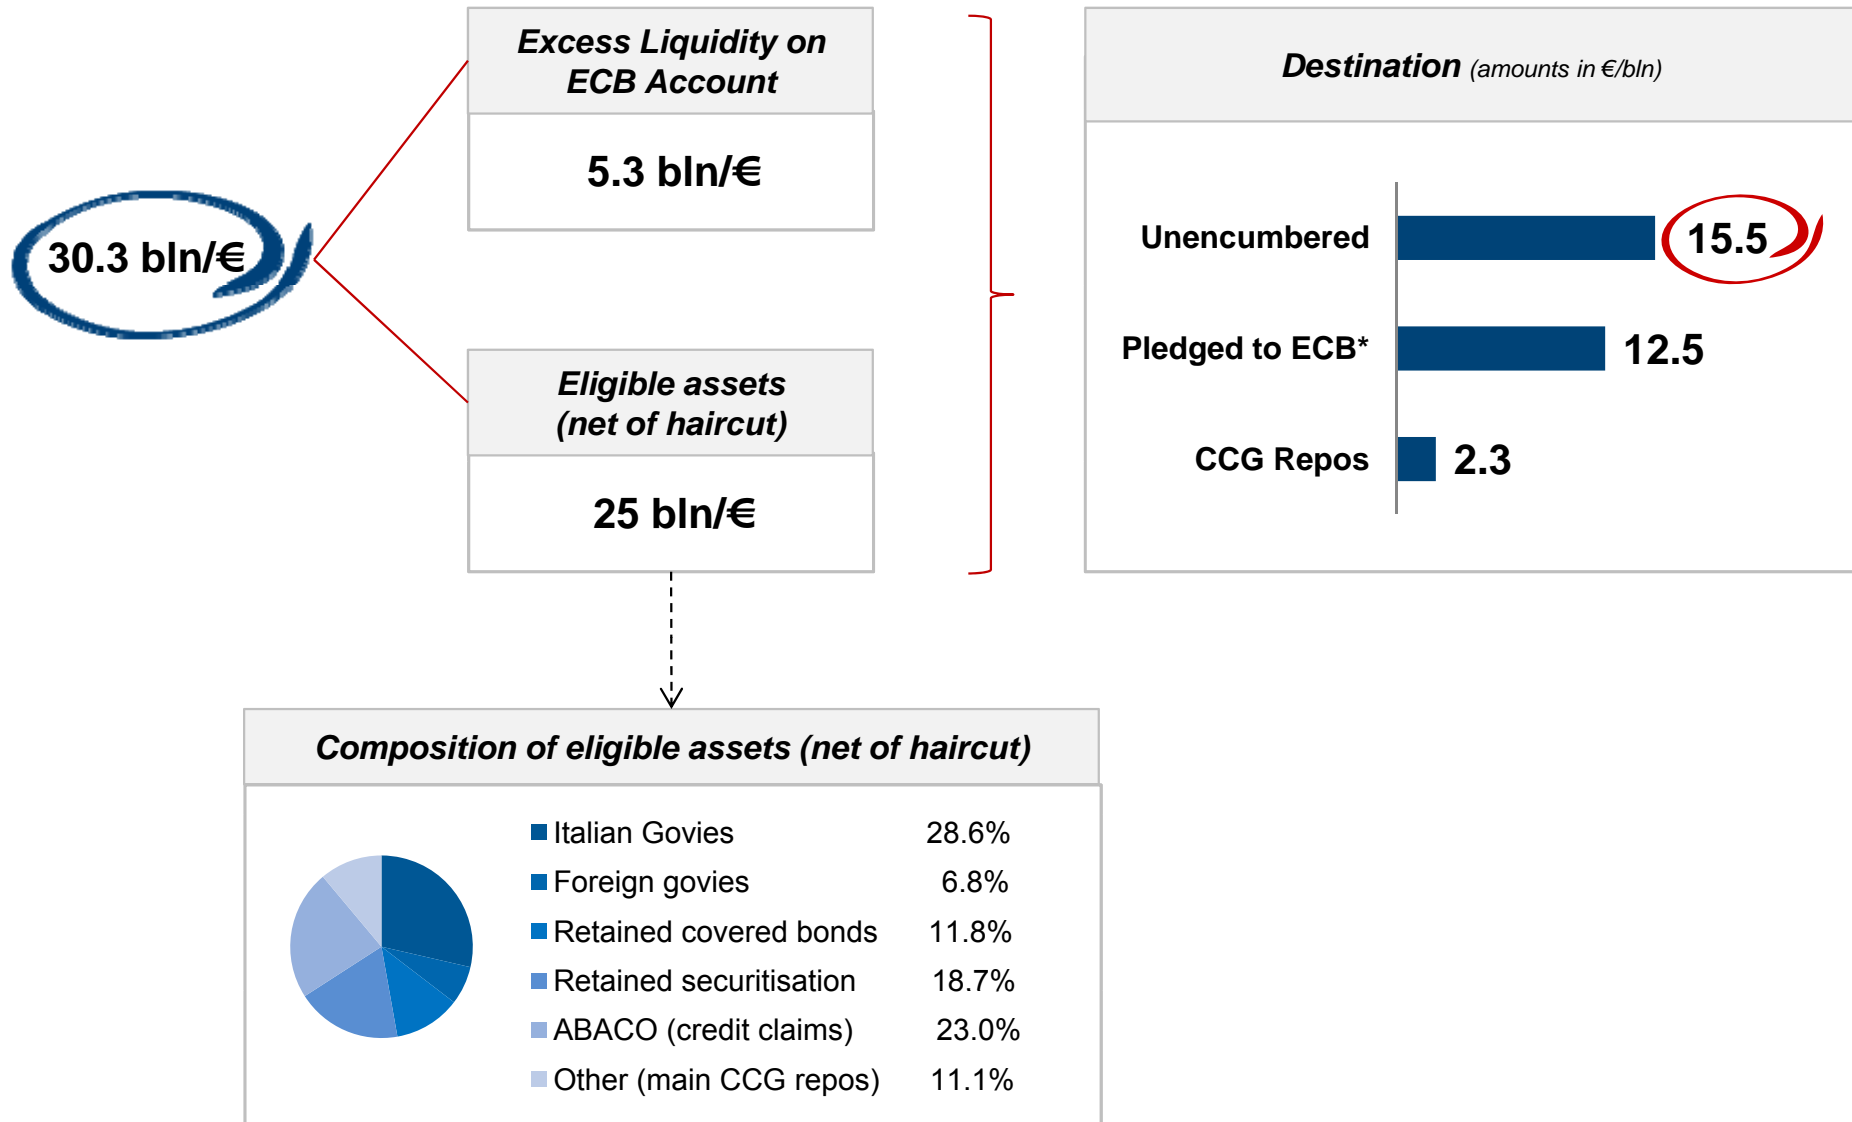 30.3 bln/€
Excess Liquidity on
ECB Account
5.3 bln/€
Eligible assets
(net of haircut)
25 bln/€
Destination (amounts in €/bln)
Unencumbered 15.5
Pledged to ECB* 12.5
CCG Repos 2.3
Composition of eligible assets (net of haircut)
Italian Govies 28.6%
Foreign govies 6.8%
Retained covered bonds 11.8%
Retained securitisation 18.7%
ABACO (credit claims) 23.0%
Other (main CCG repos) 11.1%